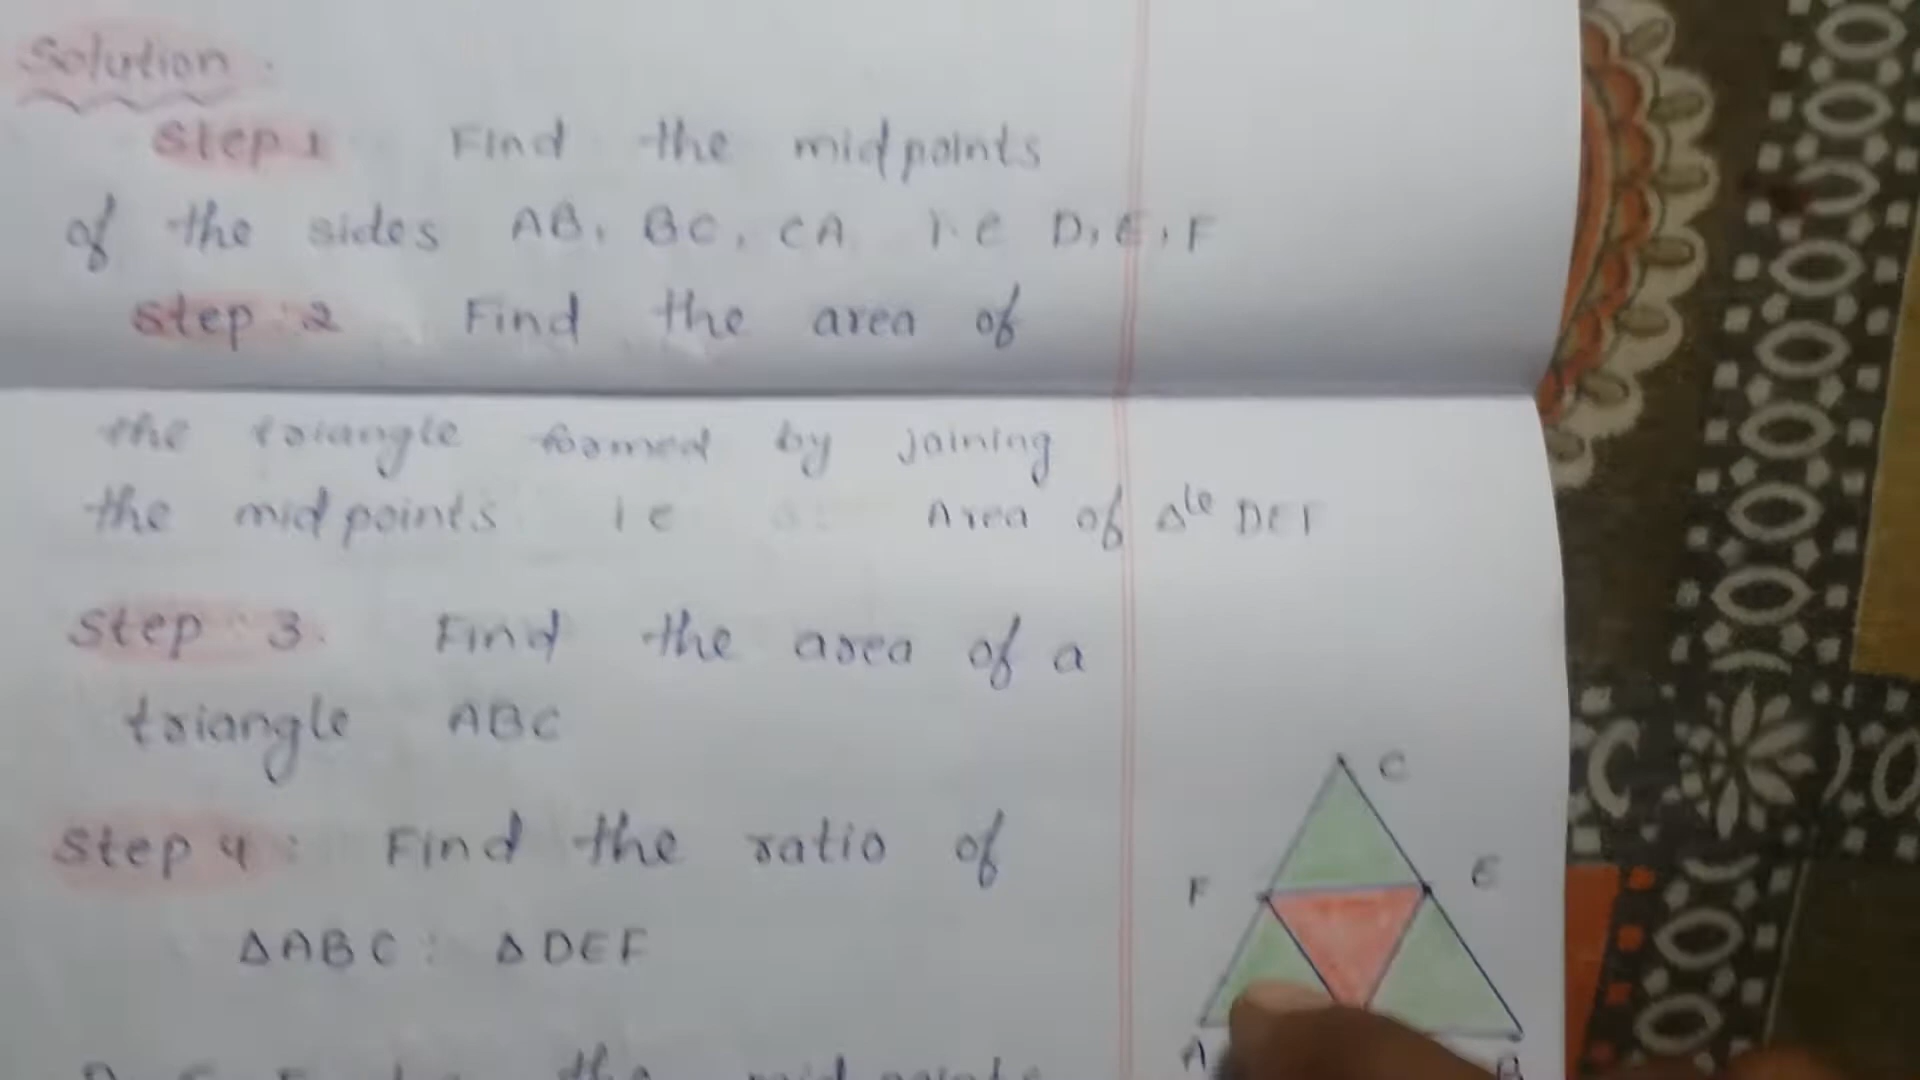 Solution:
Step 1 Find the midpoints
of the sides AB, BC, CA i.e D, E, F
Step: 2 Find the area of
the triangle formed by joining
the midpoints i e Area of Δle DEF
Step 3. Find the area of a
triangle ABC
Step 4: Find the ratio of
ΔABC: ΔDEF
C
F E
A B
the midpoints